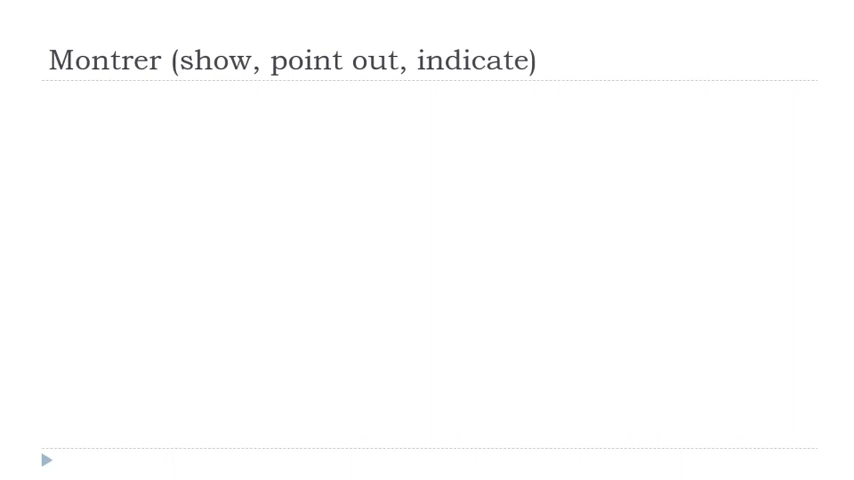 Montrer (show, point out, indicate)